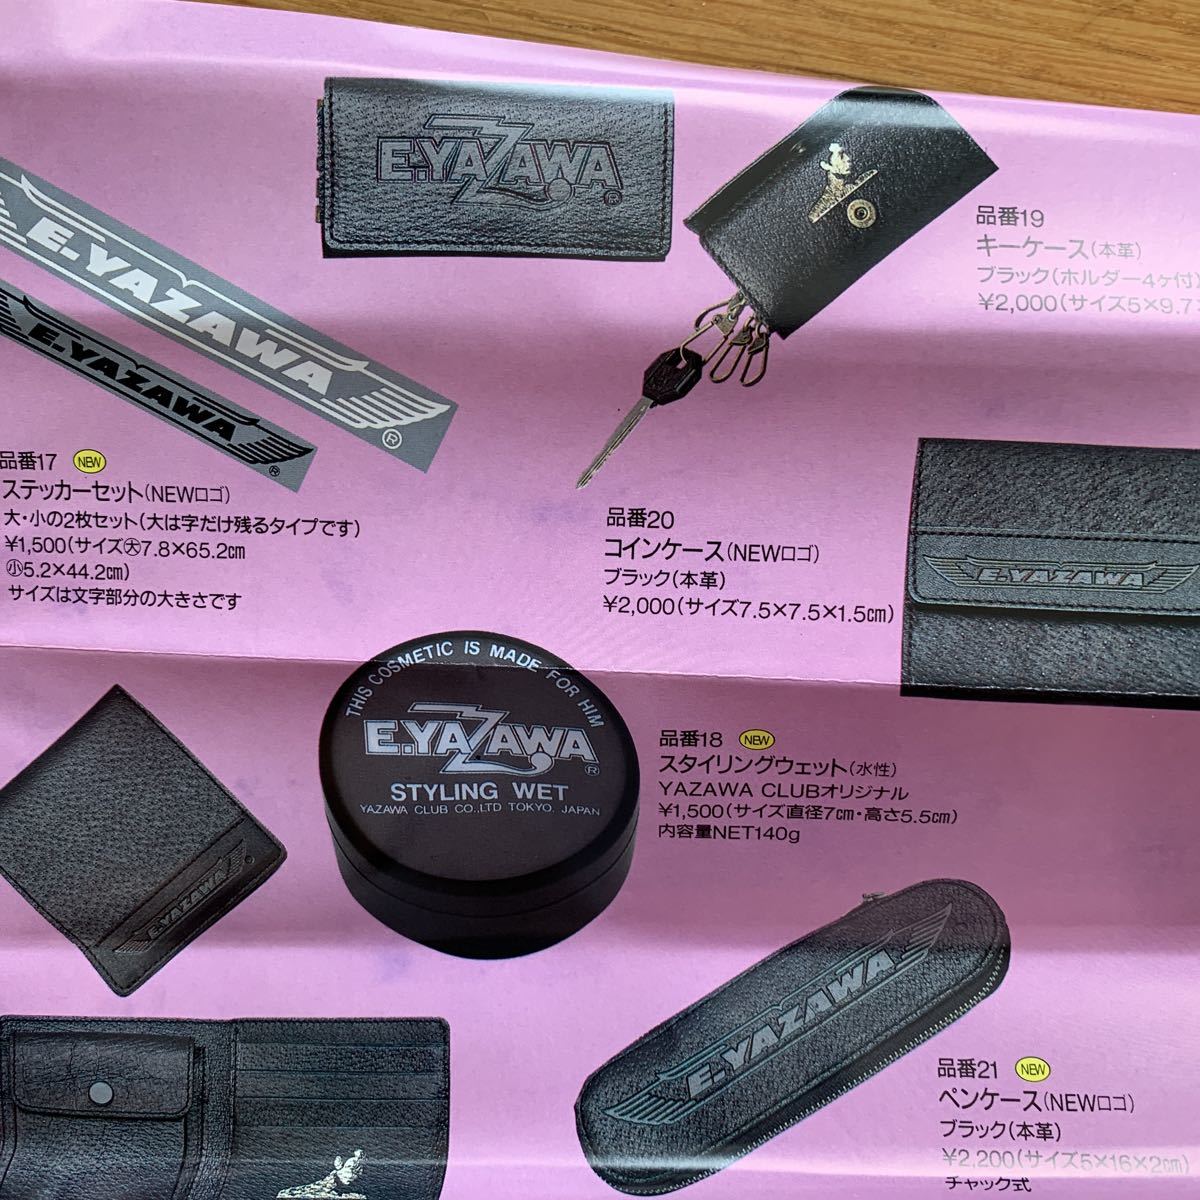 E.YAZAWA®
品番19
キーケース(本革)
ブラック(ホルダー4ケ付)
¥2,000(サイズ5×9.7
E.YAZAWA®
E.YAZAWA®
品番17 NEW
ステッカーセット(NEWロゴ)
大・小の2枚セット(大は字だけ残るタイプです)
¥1,500(サイズ㊅7.8×65.2㎝
㊙5.2×44.2㎝)
サイズは文字部分の大きさです
品番20
コインケース(NEWロゴ)
ブラック(本革)
¥2,000(サイズ7.5×7.5×1.5㎝)
E.YAZAWA
THIS COSMETIC IS MADE FOR HIM
E.YAZAWA®
STYLING WET
YAZAWA CLUB CO.,LTD TOKYO. JAPAN
品番18 NEW
スタイリングウェット(水性)
YAZAWA CLUBオリジナル
¥1,500(サイズ直径7㎝・高さ5.5㎝)
内容量NET140g
E.YAZAWA®
E.YAZAWA
品番21 NEW
ペンケース(NEWロゴ)
ブラック(本革)
¥2,200(サイズ5×16×2㎝)
チャック式